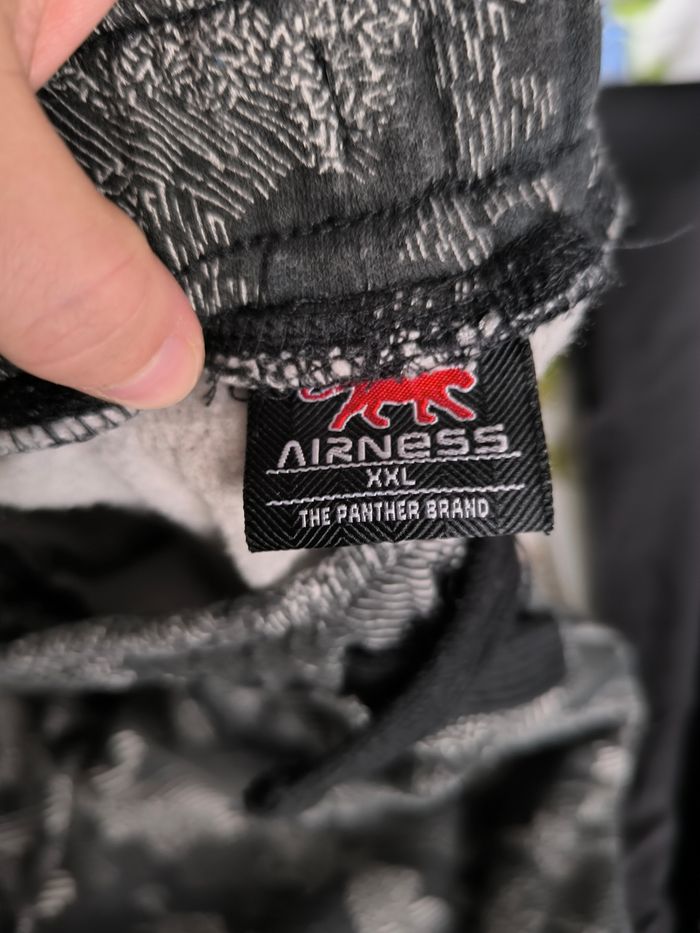 AIRNESS
XXL
THE PANTHER BRAND